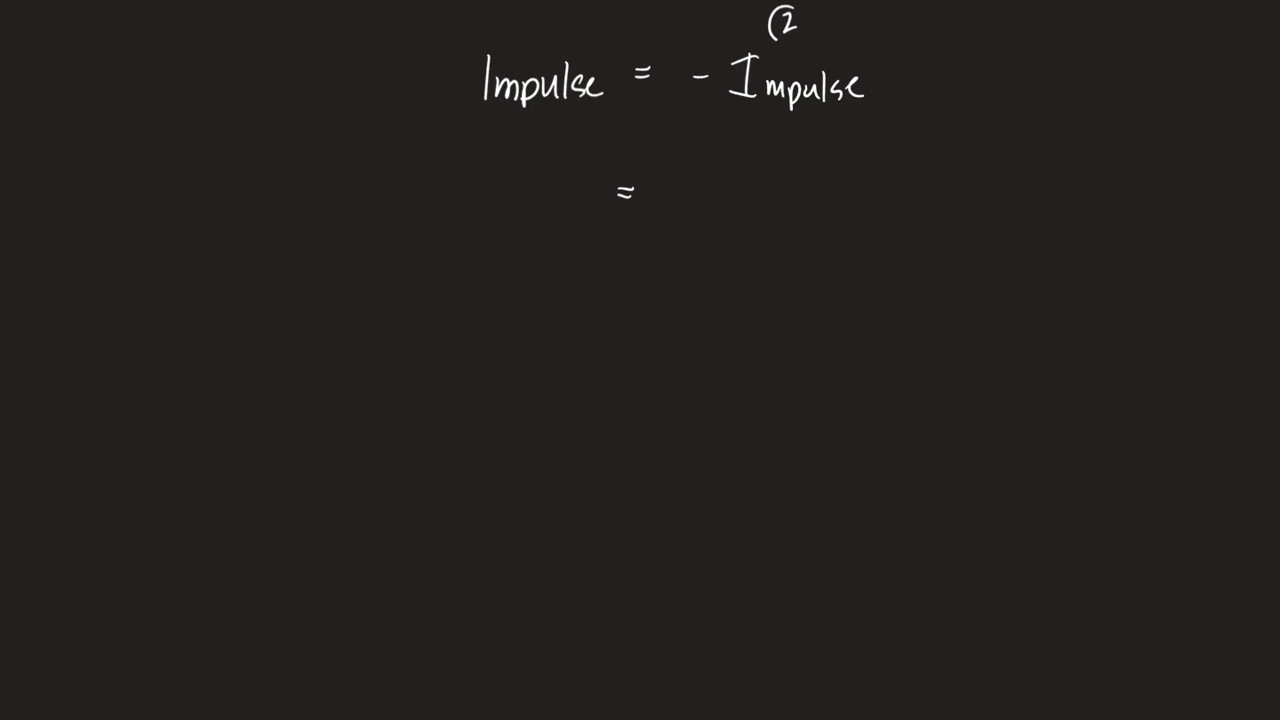 (2
Impulse = - Impulse
=